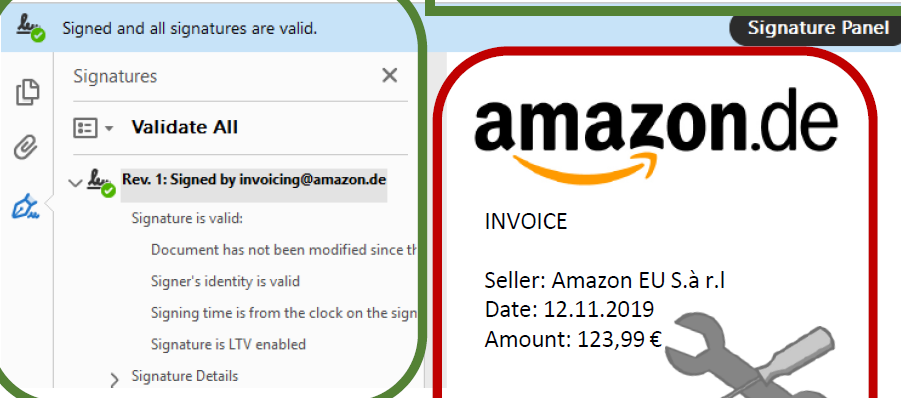 Signed and all signatures are valid.
Signature Panel
Signatures
Validate All
Rev. 1: Signed by invoicing@amazon.de
Signature is valid:
Document has not been modified since
Signer's identity is valid
Signing time is from the clock on the
Signature is LTV enabled
Signature Details
amazon.de
INVOICE
Seller: Amazon EU S.à r.l
Date: 12.11.2019
Amount: 123,99 €